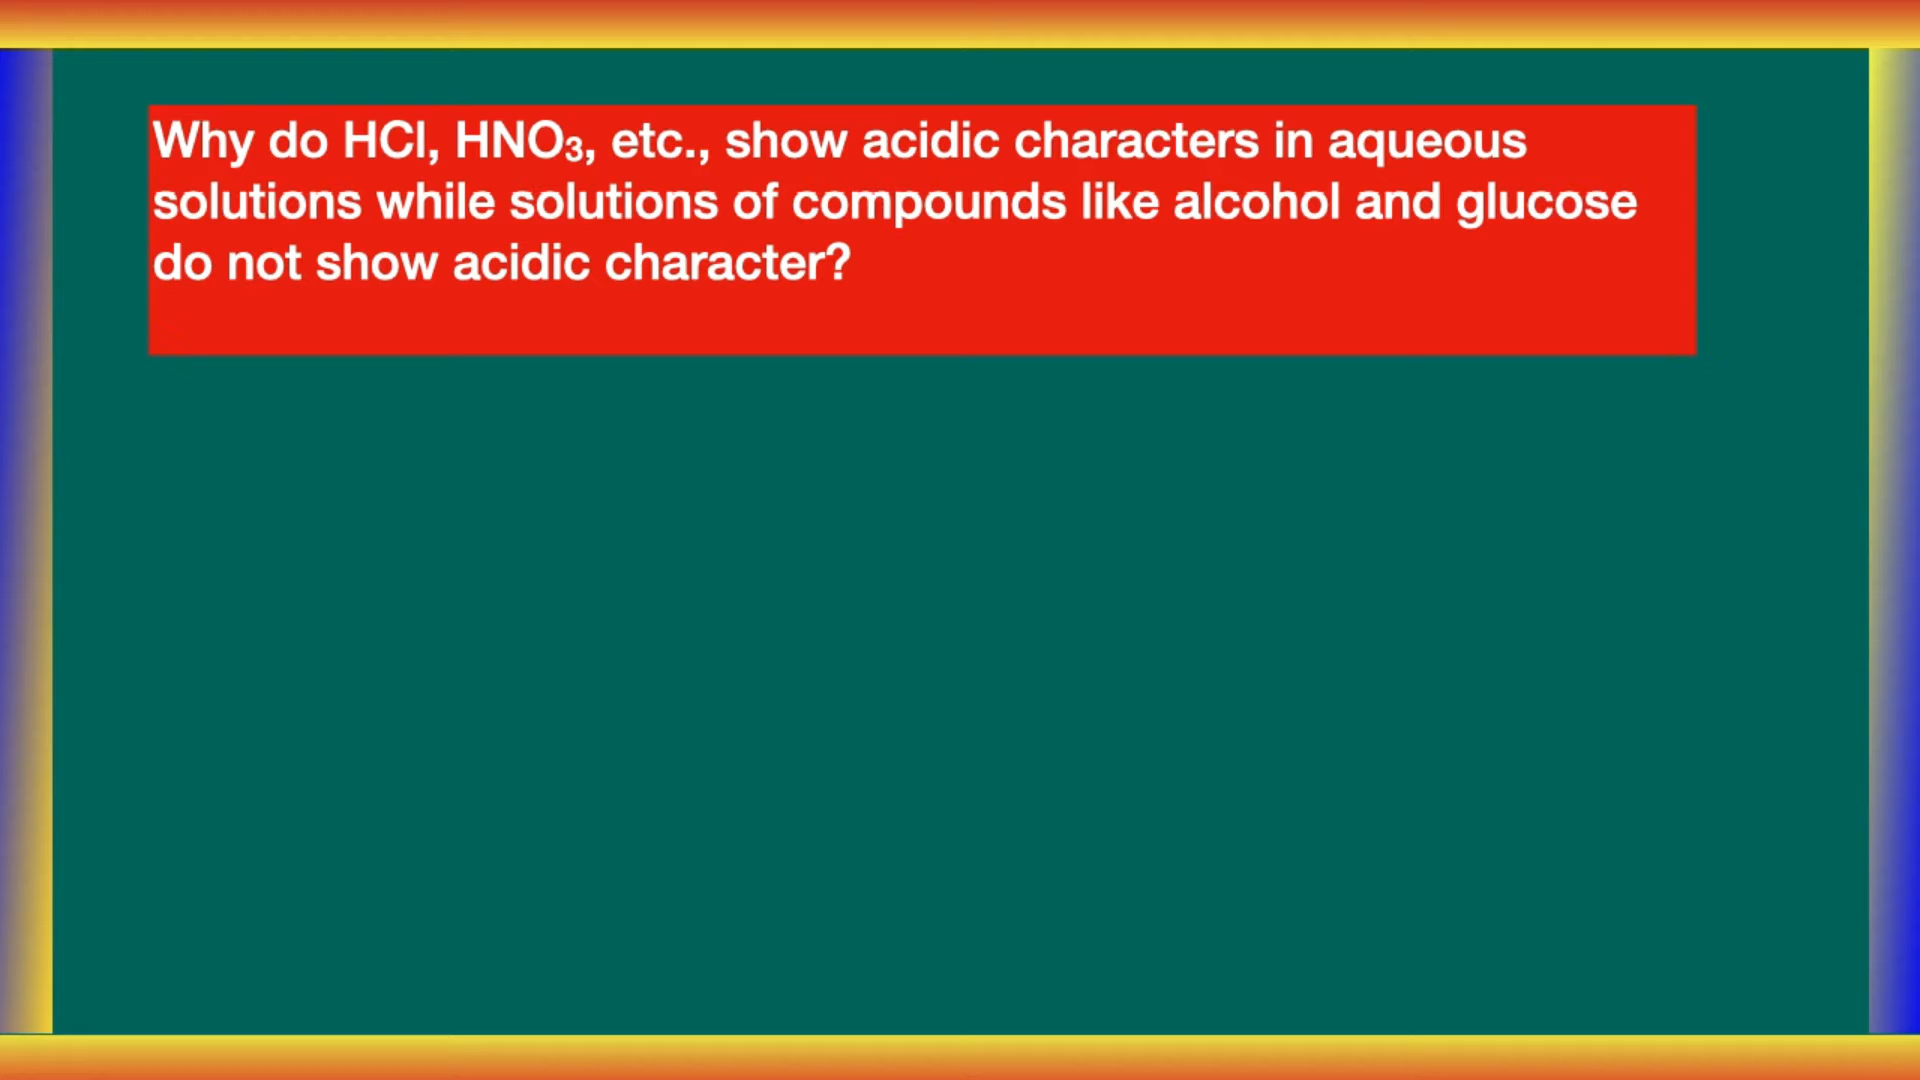 Why do HCl, HNO₃, etc., show acidic characters in aqueous
solutions while solutions of compounds like alcohol and glucose
do not show acidic character?